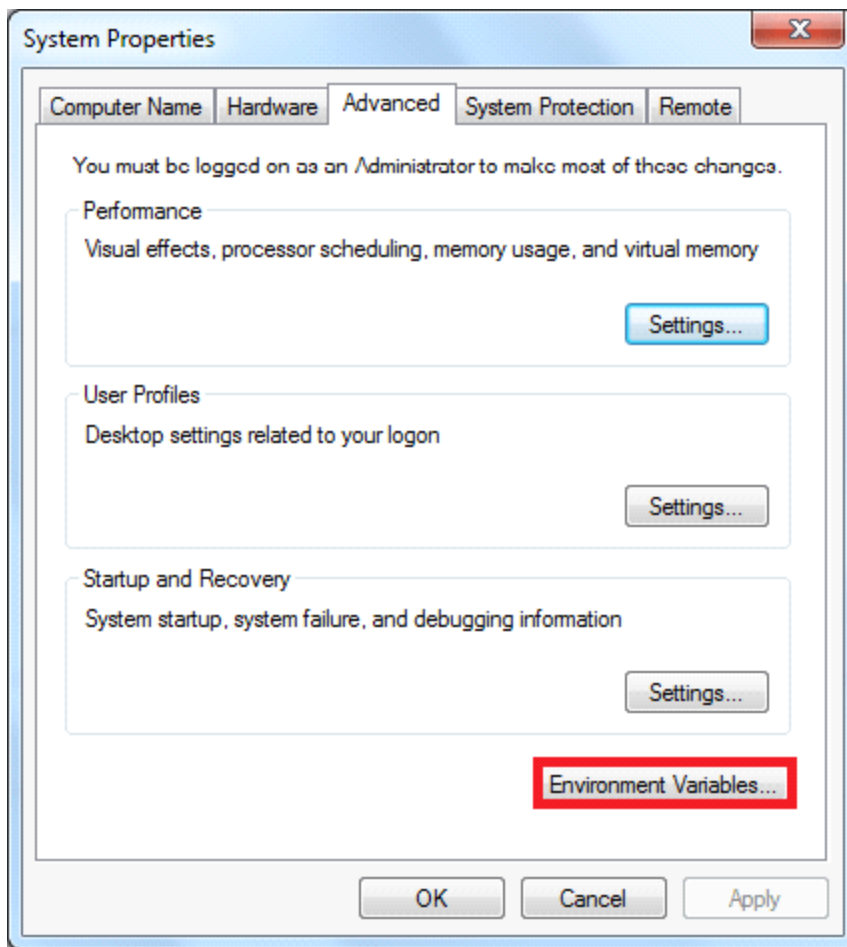 System Properties
Computer Name Hardware Advanced System Protection Remote
You must be logged on as an Administrator to make most of these changes.
Performance
Visual effects, processor scheduling, memory usage, and virtual memory
Settings...
User Profiles
Desktop settings related to your logon
Settings...
Startup and Recovery
System startup, system failure, and debugging information
Settings...
Environment Variables...
OK Cancel Apply